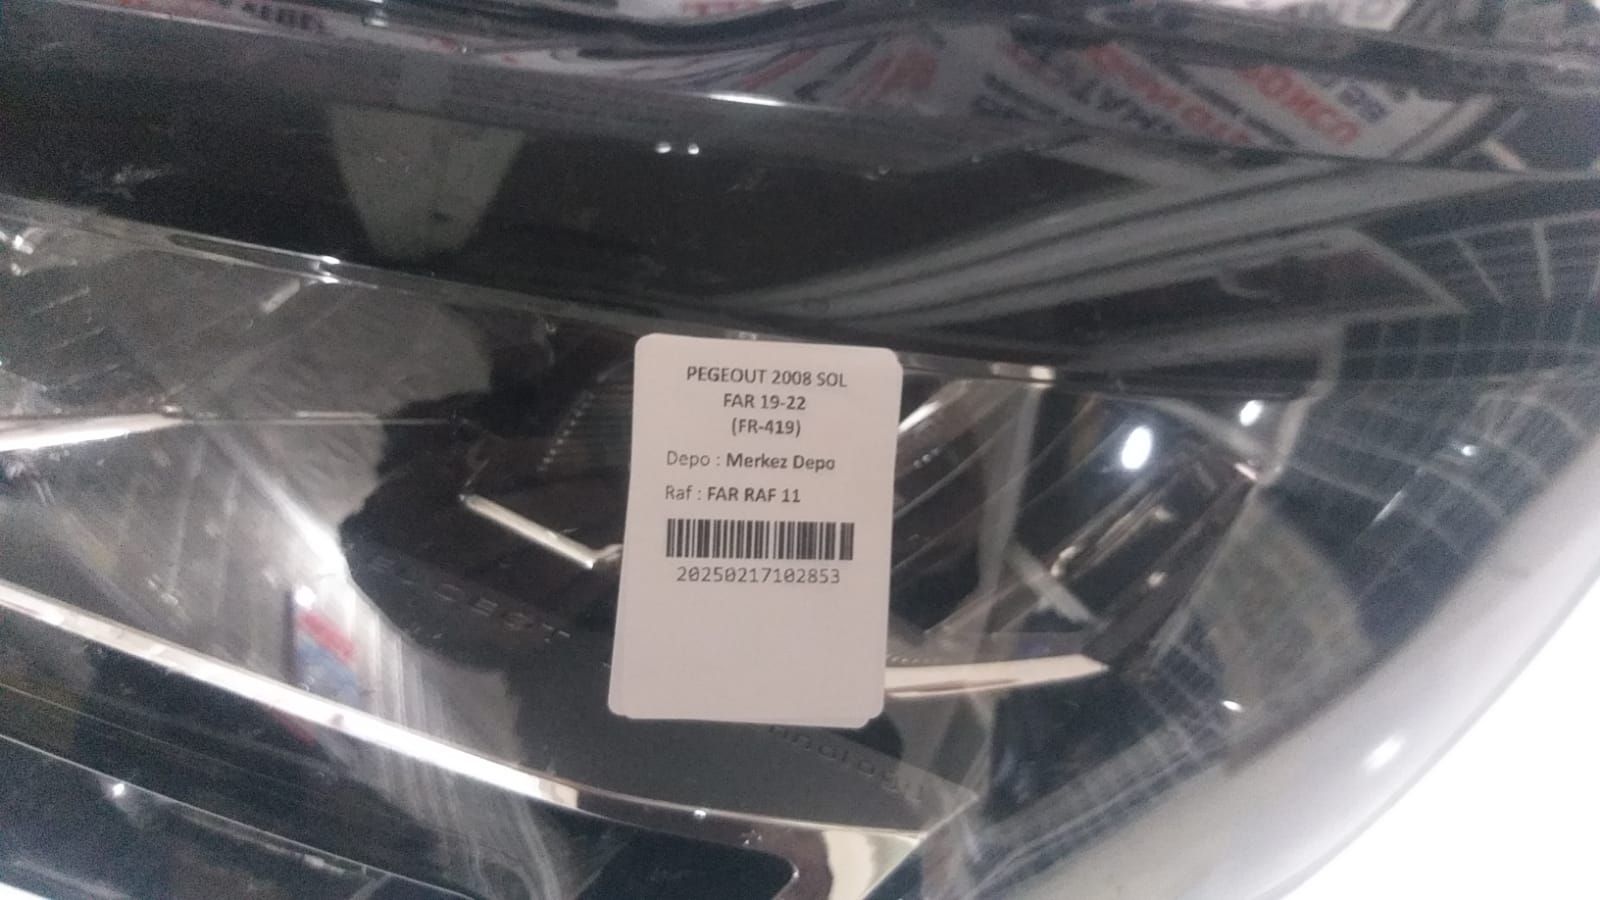 PEGEOUT 2008 SOL
FAR 19-22
(FR-419)
Depo : Merkez Depo
Raf : FAR RAF 11
20250217102853